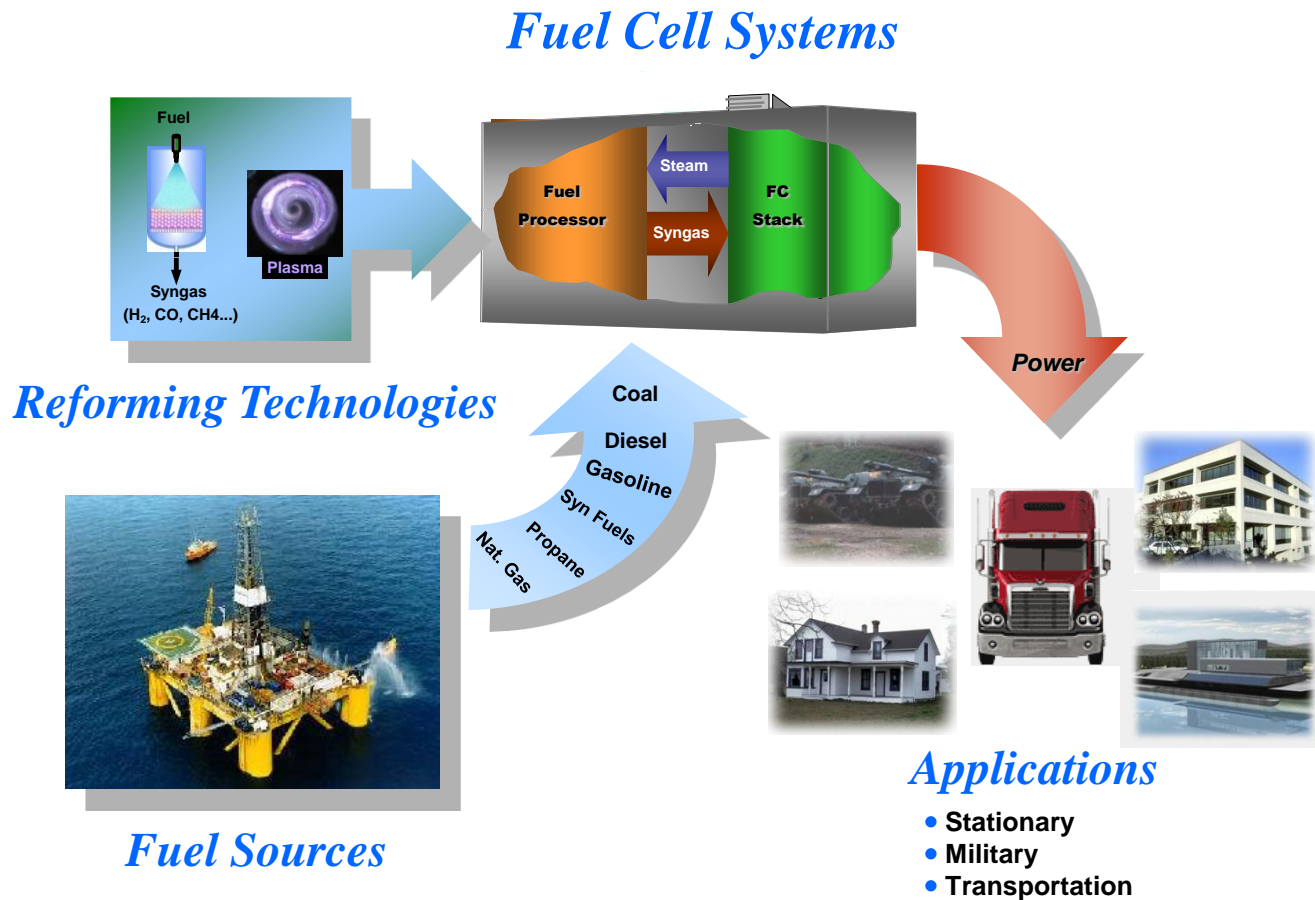 Fuel Cell Systems
Fuel
Plasma
Syngas
(H₂, CO, CH4...)
Reforming Technologies
Fuel
Processor
Steam
Syngas
FC
Stack
Power
Coal
Diesel
Gasoline
Syn Fuels
Propane
Nat. Gas
Fuel Sources
Applications
• Stationary
• Military
• Transportation